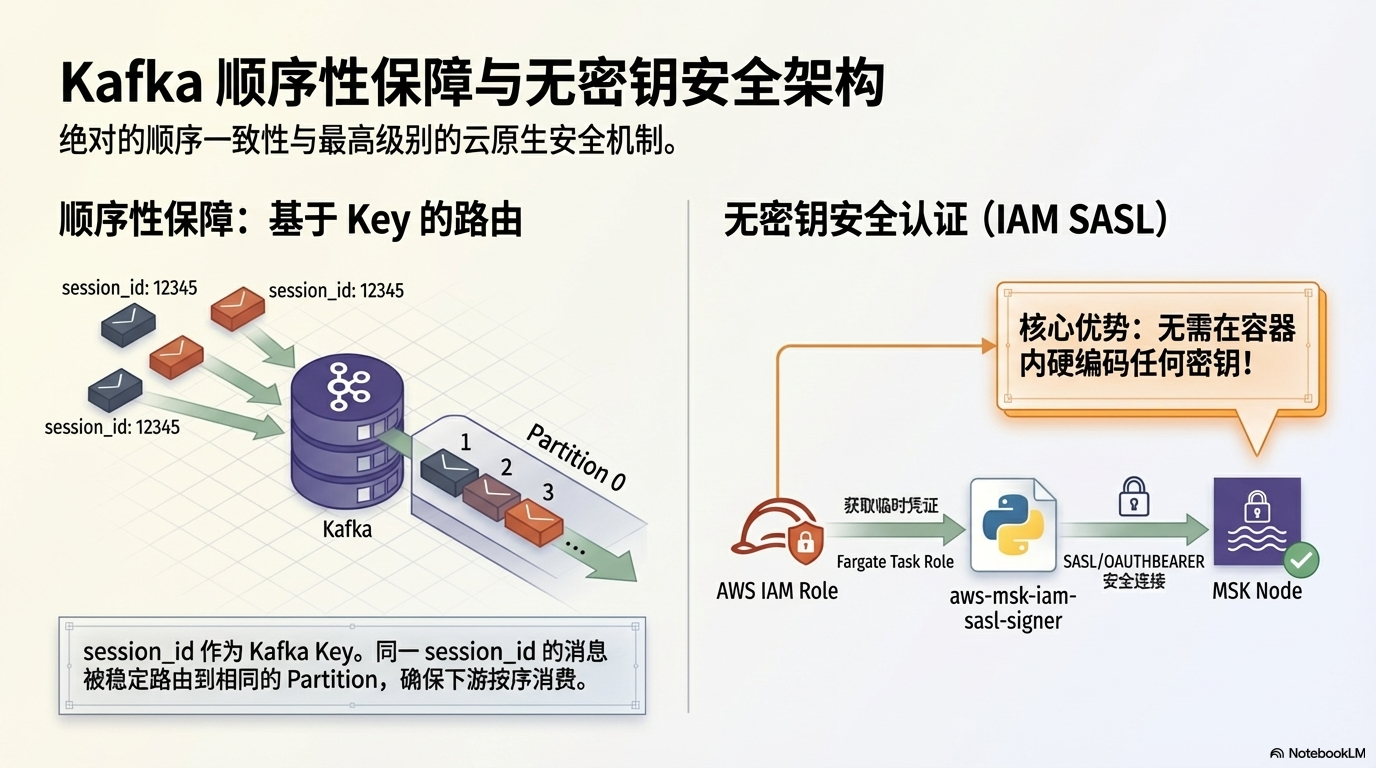 Kafka 顺序性保障与无密钥安全架构
绝对的顺序一致性与最高级别的云原生安全机制。
顺序性保障：基于 Key 的路由
session_id: 12345
session_id: 12345
session_id: 12345
Kafka
1
2
3
...
Partition 0
session_id 作为 Kafka Key。同一 session_id 的消息
被稳定路由到相同的 Partition，确保下游按序消费。
无密钥安全认证（IAM SASL）
核心优势：无需在容器
内硬编码任何密钥！
AWS IAM Role
获取临时凭证
Fargate Task Role
aws-msk-iam-
sasl-signer
SASL/OAUTHBEARER
安全连接
MSK Node
NotebookLM